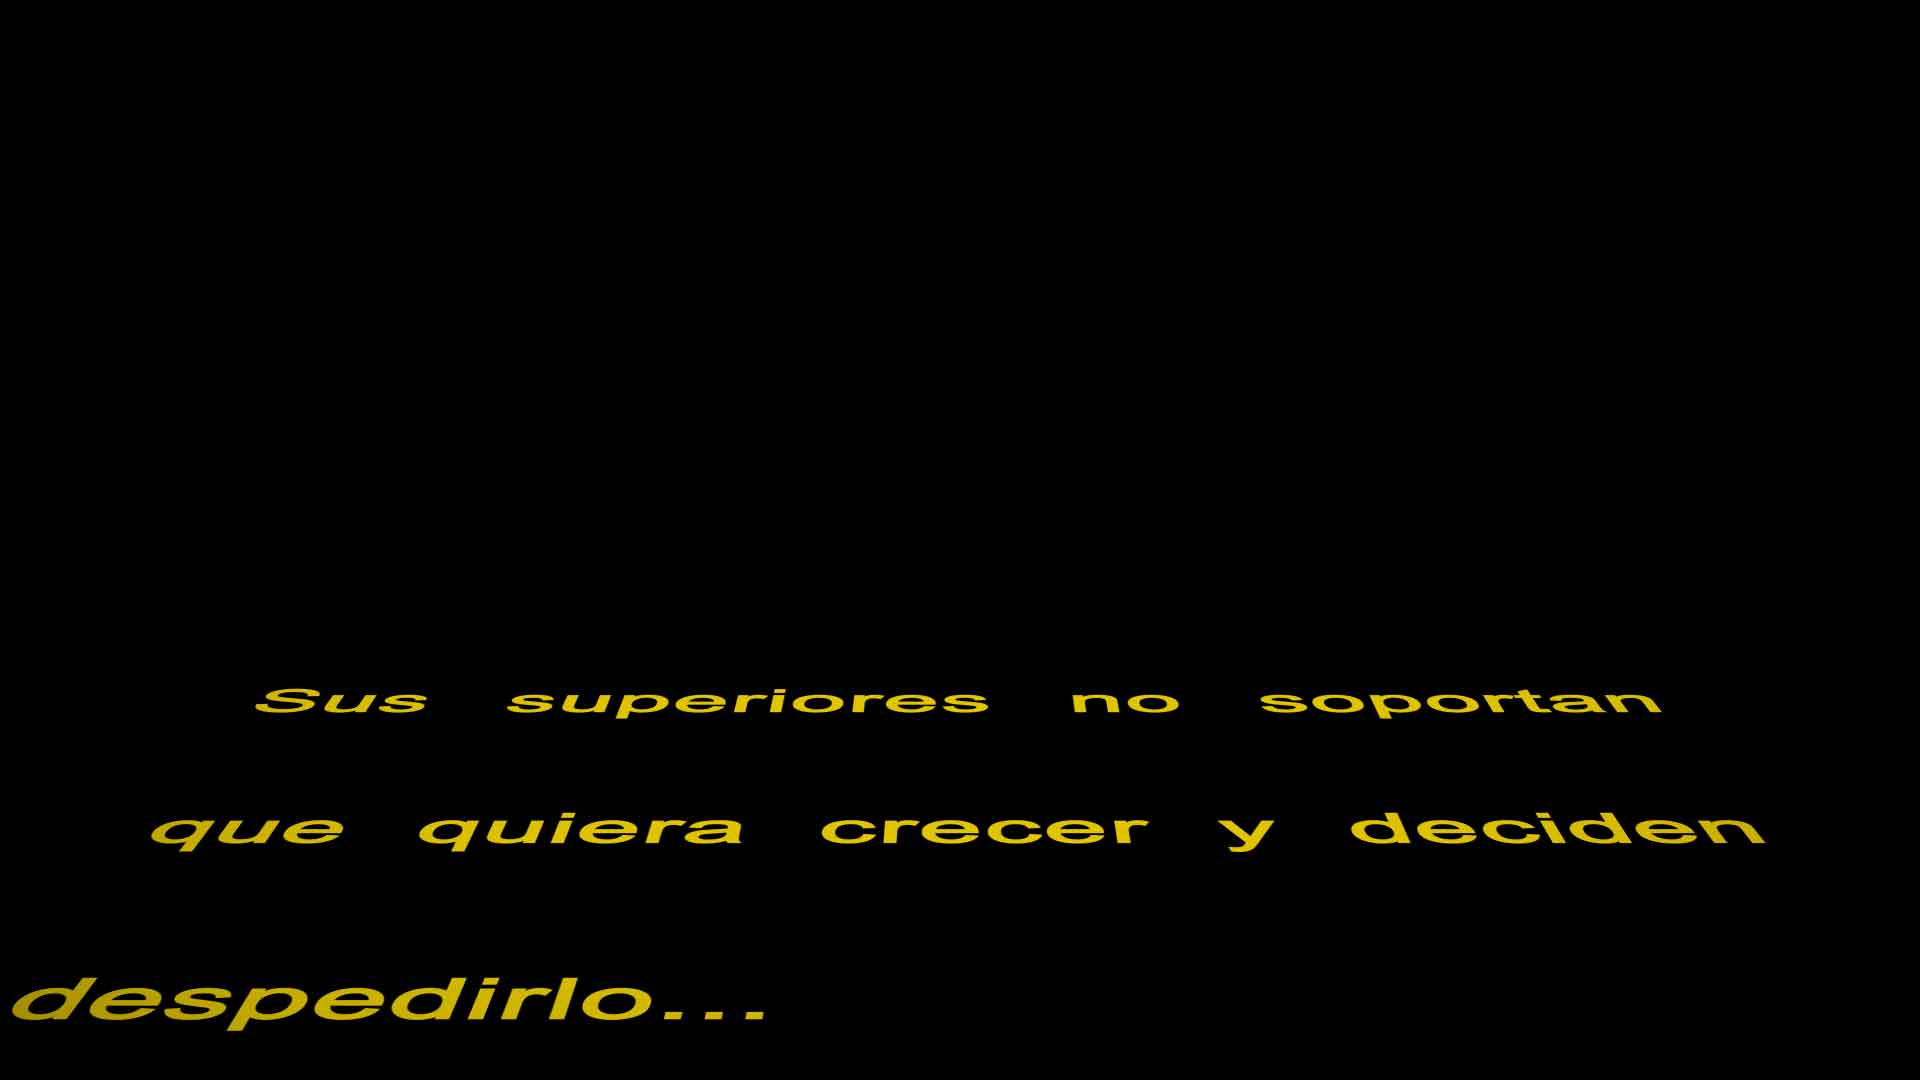 Sus superiores no soportan
que quiera crecer y deciden
despedirlo...